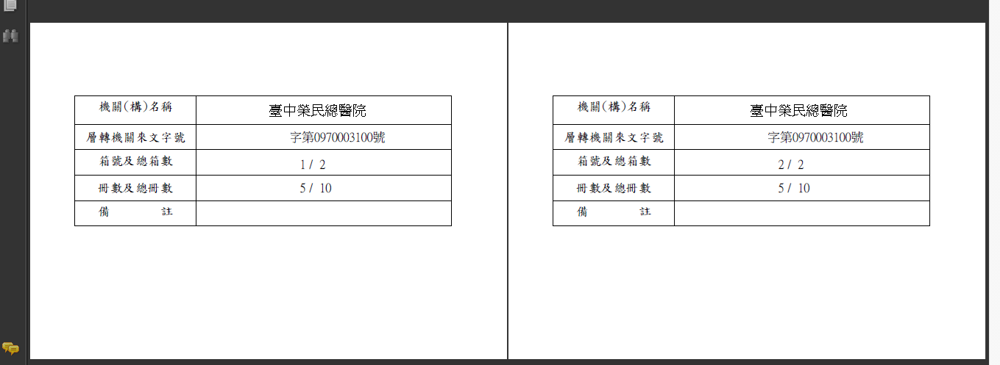 機關(構)名稱 臺中榮民總醫院
層轉機關來文字號 字第0970003100號
箱號及總箱數 1 / 2
冊數及總冊數 5 / 10
備 註
機關(構)名稱 臺中榮民總醫院
層轉機關來文字號 字第0970003100號
箱號及總箱數 2 / 2
冊數及總冊數 5 / 10
備 註